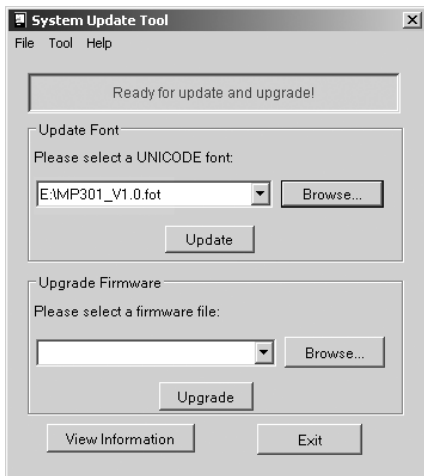 System Update Tool
File Tool Help
Ready for update and upgrade!
Update Font
Please select a UNICODE font:
E:\MP301_V1.0.fot Browse...
Update
Upgrade Firmware
Please select a firmware file:
Browse...
Upgrade
View Information Exit